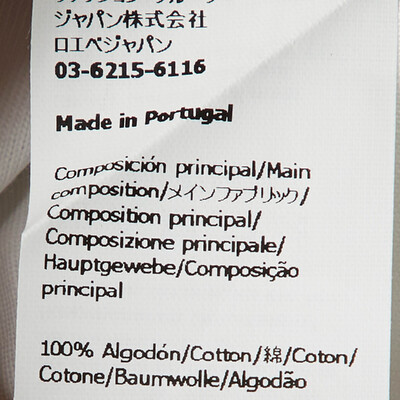 ジャパン株式会社
ロエベジャパン
03-6215-6116
Made in Portugal
Composición principal/Main
composition/メインファブリック/
Composition principal/
Composizione principale/
Hauptgewebe/Composição
principal
100% Algodón/Cotton/綿/Coton/
Cotone/Baumwolle/Algodão